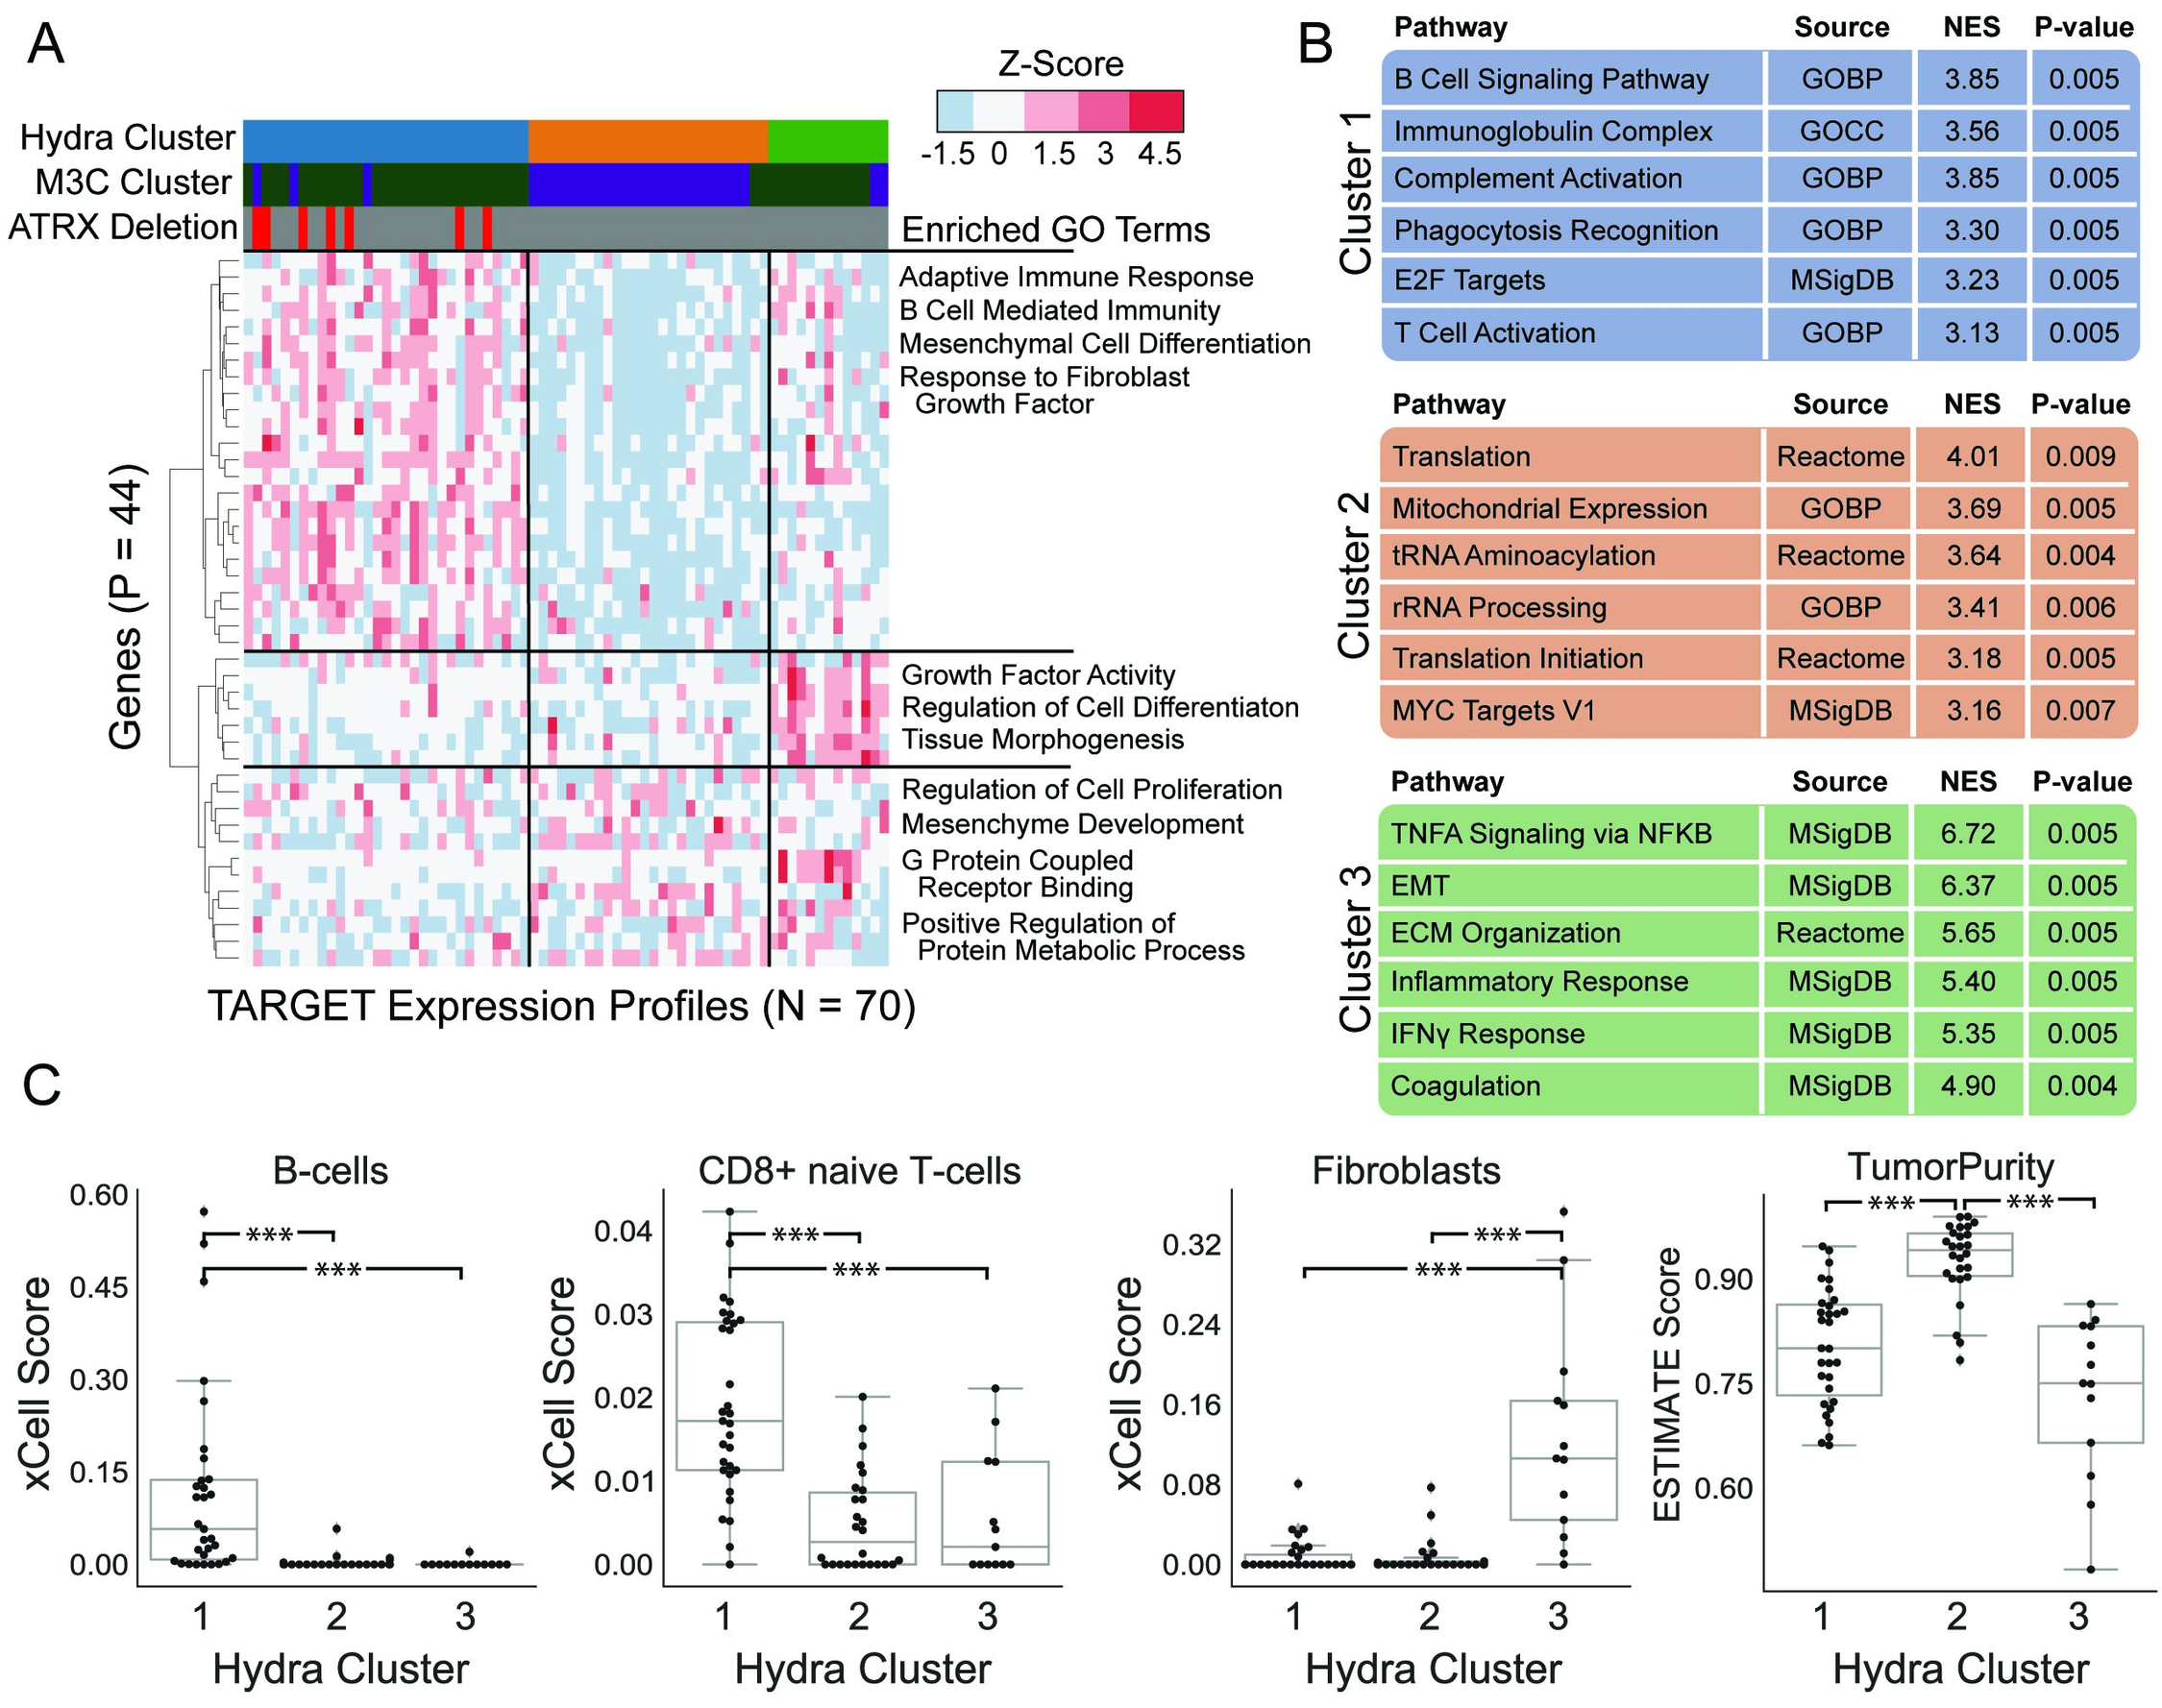 A
Z-Score
-1.5 0 1.5 3 4.5
Hydra Cluster
M3C Cluster
ATRX Deletion
Enriched GO Terms
Adaptive Immune Response
B Cell Mediated Immunity
Mesenchymal Cell Differentiation
Response to Fibroblast
Growth Factor
Growth Factor Activity
Regulation of Cell Differentiaton
Tissue Morphogenesis
Regulation of Cell Proliferation
Mesenchyme Development
G Protein Coupled
Receptor Binding
Positive Regulation of
Protein Metabolic Process
Genes (P = 44)
TARGET Expression Profiles (N = 70)
B
Cluster 1
Pathway Source NES P-value
B Cell Signaling Pathway GOBP 3.85 0.005
Immunoglobulin Complex GOCC 3.56 0.005
Complement Activation GOBP 3.85 0.005
Phagocytosis Recognition GOBP 3.30 0.005
E2F Targets MSigDB 3.23 0.005
T Cell Activation GOBP 3.13 0.005
Cluster 2
Pathway Source NES P-value
Translation Reactome 4.01 0.009
Mitochondrial Expression GOBP 3.69 0.005
tRNA Aminoacylation Reactome 3.64 0.004
rRNA Processing GOBP 3.41 0.006
Translation Initiation Reactome 3.18 0.005
MYC Targets V1 MSigDB 3.16 0.007
Cluster 3
Pathway Source NES P-value
TNFA Signaling via NFKB MSigDB 6.72 0.005
EMT MSigDB 6.37 0.005
ECM Organization Reactome 5.65 0.005
Inflammatory Response MSigDB 5.40 0.005
IFNγ Response MSigDB 5.35 0.005
Coagulation MSigDB 4.90 0.004
C
B-cells
xCell Score
0.60
0.45
0.30
0.15
0.00
***
***
1 2 3
Hydra Cluster
CD8+ naive T-cells
xCell Score
0.04
0.03
0.02
0.01
0.00
***
***
1 2 3
Hydra Cluster
Fibroblasts
xCell Score
0.32
0.24
0.16
0.08
0.00
***
***
1 2 3
Hydra Cluster
TumorPurity
ESTIMATE Score
0.90
0.75
0.60
*** ***
1 2 3
Hydra Cluster